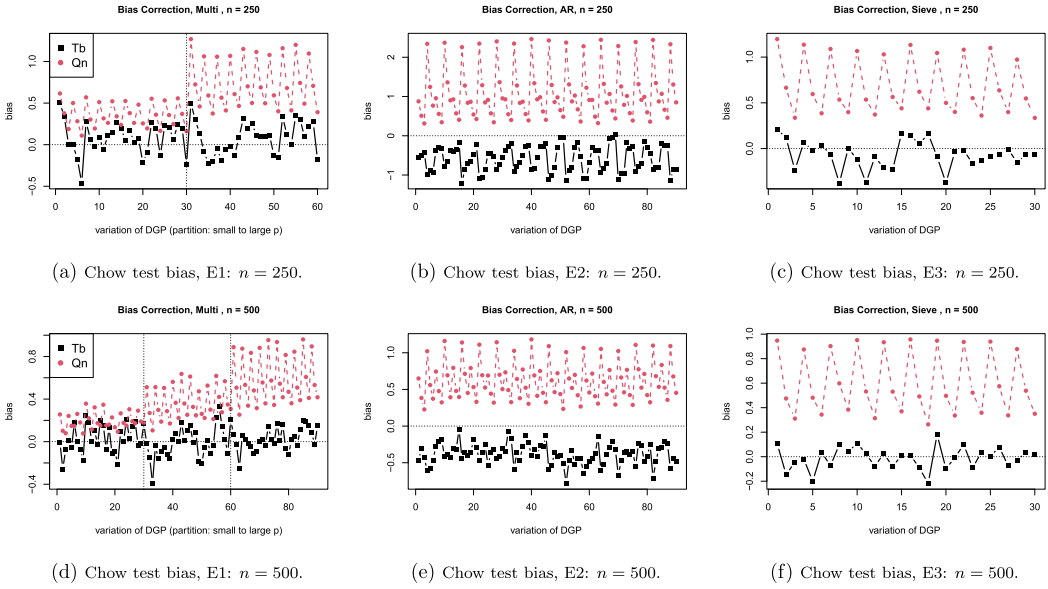 Bias Correction, Multi , n = 250
bias
−0.5 0.0 0.5 1.0
Tb
Qn
0 10 20 30 40 50 60
variation of DGP (partition: small to large p)
(a) Chow test bias, E1: n = 250.
Bias Correction, AR, n = 250
bias
−1 0 1 2
0 20 40 60 80
variation of DGP
(b) Chow test bias, E2: n = 250.
Bias Correction, Sieve , n = 250
bias
0.0 0.5 1.0
0 5 10 15 20 25 30
variation of DGP
(c) Chow test bias, E3: n = 250.
Bias Correction, Multi , n = 500
bias
−0.4 0.0 0.4 0.8
Tb
Qn
0 20 40 60 80
variation of DGP (partition: small to large p)
(d) Chow test bias, E1: n = 500.
Bias Correction, AR, n = 500
bias
−0.5 0.0 0.5 1.0
0 20 40 60 80
variation of DGP
(e) Chow test bias, E2: n = 500.
Bias Correction, Sieve , n = 500
bias
−0.2 0.0 0.2 0.4 0.6 0.8 1.0
0 5 10 15 20 25 30
variation of DGP
(f) Chow test bias, E3: n = 500.